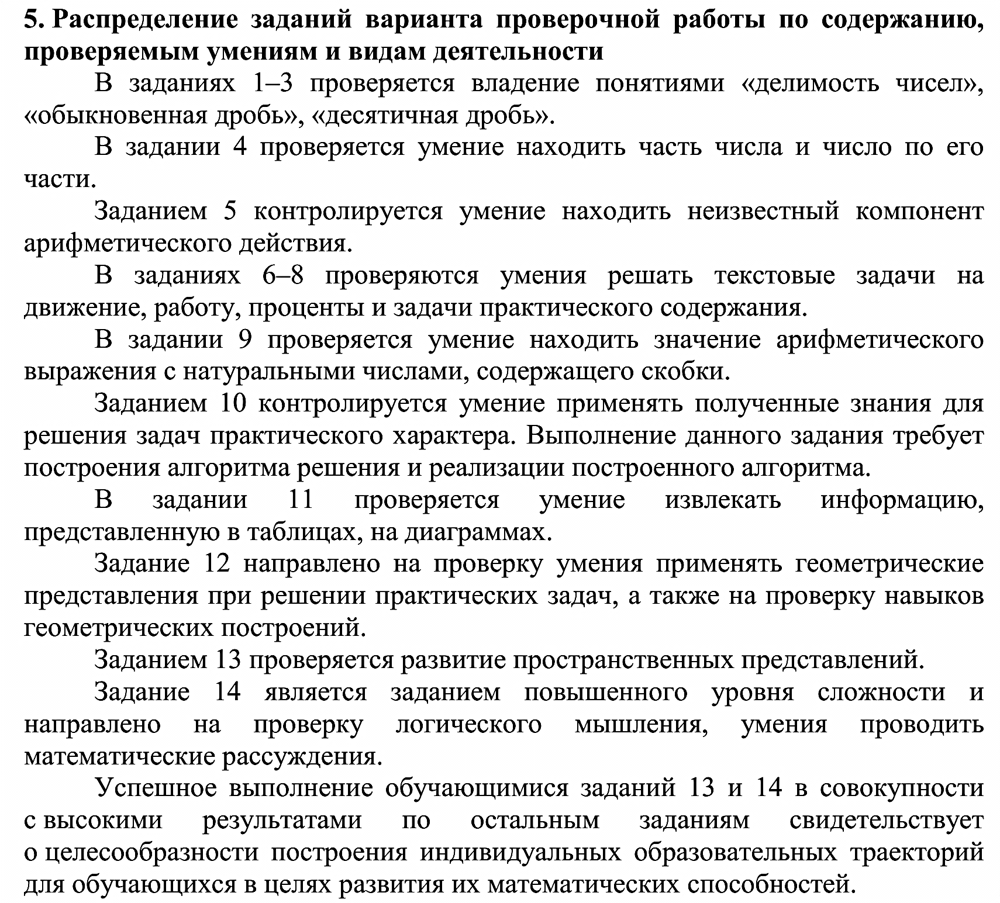 5. Распределение заданий варианта проверочной работы по содержанию,
проверяемым умениям и видам деятельности
В заданиях 1–3 проверяется владение понятиями «делимость чисел»,
«обыкновенная дробь», «десятичная дробь».
В задании 4 проверяется умение находить часть числа и число по его
части.
Заданием 5 контролируется умение находить неизвестный компонент
арифметического действия.
В заданиях 6–8 проверяются умения решать текстовые задачи на
движение, работу, проценты и задачи практического содержания.
В задании 9 проверяется умение находить значение арифметического
выражения с натуральными числами, содержащего скобки.
Заданием 10 контролируется умение применять полученные знания для
решения задач практического характера. Выполнение данного задания требует
построения алгоритма решения и реализации построенного алгоритма.
В задании 11 проверяется умение извлекать информацию,
представленную в таблицах, на диаграммах.
Задание 12 направлено на проверку умения применять геометрические
представления при решении практических задач, а также на проверку навыков
геометрических построений.
Заданием 13 проверяется развитие пространственных представлений.
Задание 14 является заданием повышенного уровня сложности и
направлено на проверку логического мышления, умения проводить
математические рассуждения.
Успешное выполнение обучающимися заданий 13 и 14 в совокупности
с высокими результатами по остальным заданиям свидетельствует
о целесообразности построения индивидуальных образовательных траекторий
для обучающихся в целях развития их математических способностей.